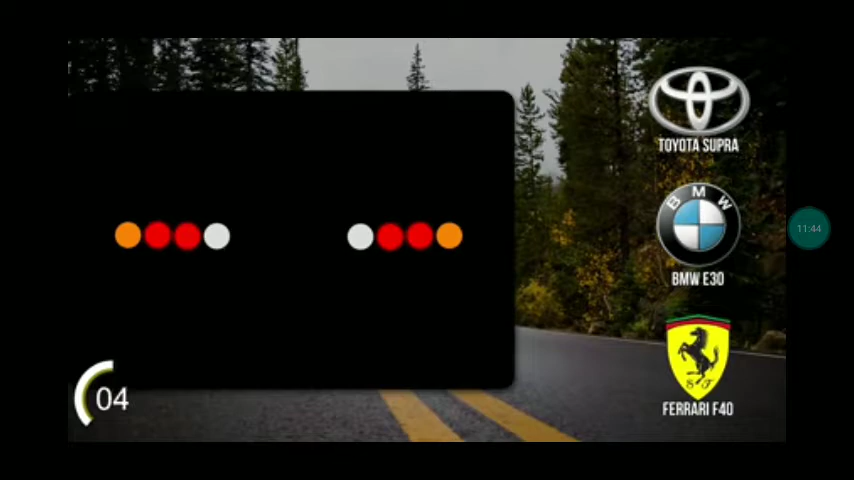 TOYOTA SUPRA
BMW
11:44
BMW E30
S F
FERRARI F40
04